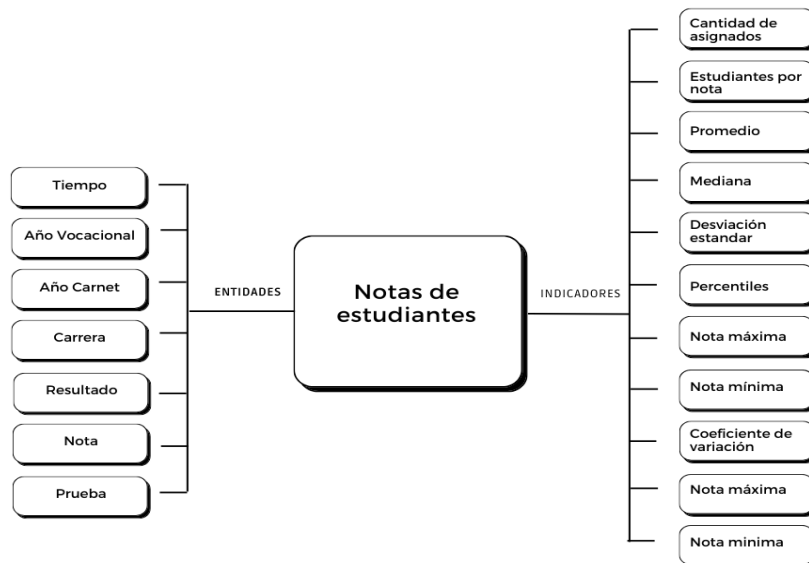 Tiempo
Año Vocacional
Año Carnet
Carrera
Resultado
Nota
Prueba
ENTIDADES
Notas de
estudiantes
INDICADORES
Cantidad de
asignados
Estudiantes por
nota
Promedio
Mediana
Desviación
estandar
Percentiles
Nota máxima
Nota mínima
Coeficiente de
variación
Nota máxima
Nota minima